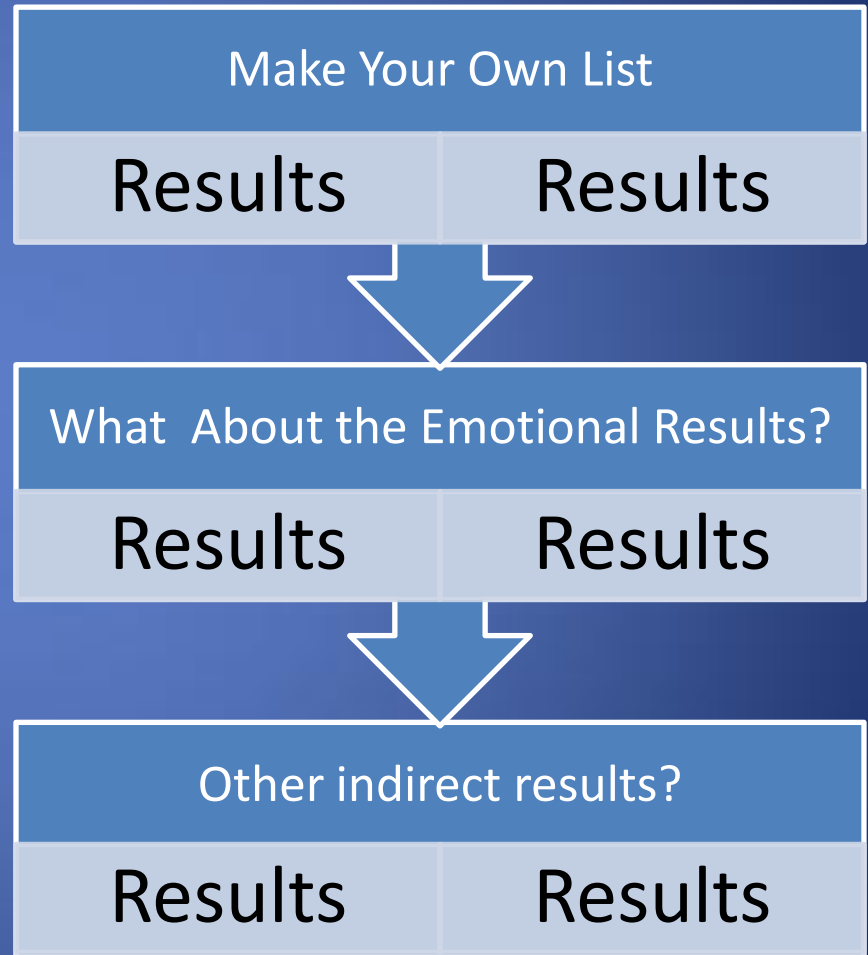 Make Your Own List
Results Results
What  About the Emotional Results?
Results Results
Other indirect results?
Results Results